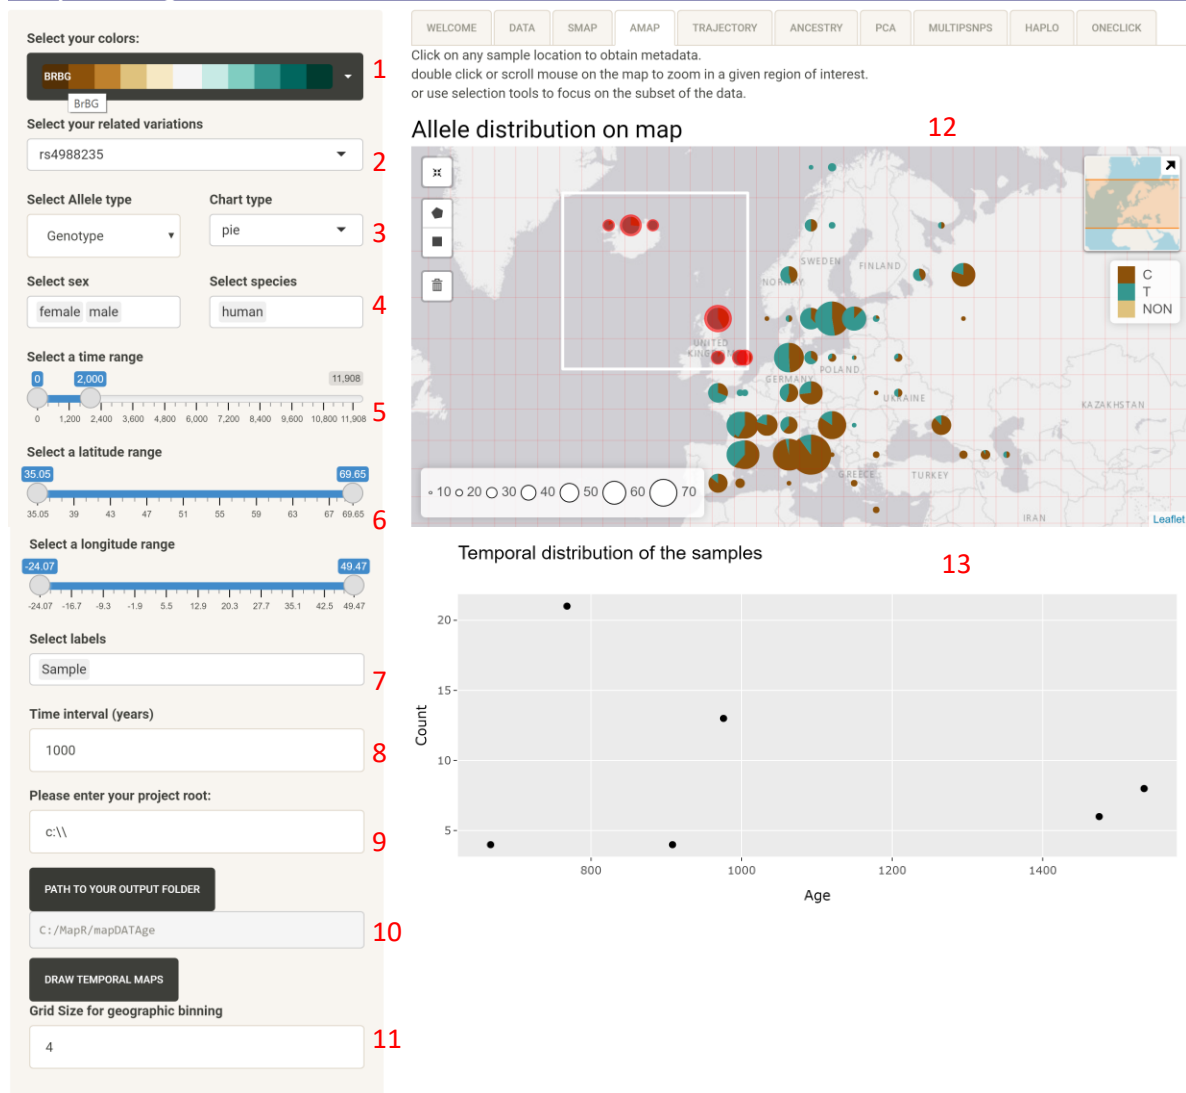 Select your colors:
BRBG
BrBG
1
Select your related variations
rs4988235
2
Select Allele type
Chart type
Genotype
pie
3
Select sex
Select species
female male
human
4
Select a time range
0
2,000
11,908
0 1,200 2,400 3,600 4,800 6,000 7,200 8,400 9,600 10,800 11,908
5
Select a latitude range
35.05
69.65
35.05 39 43 47 51 55 59 63 67 69.65
6
Select a longitude range
-24.07
49.47
-24.07 -16.7 -9.3 -1.9 5.5 12.9 20.3 27.7 35.1 42.5 49.47
Select labels
Sample
7
Time interval (years)
1000
8
Please enter your project root:
c:\\
9
PATH TO YOUR OUTPUT FOLDER
C:/MapR/mapDATAge
10
DRAW TEMPORAL MAPS
Grid Size for geographic binning
4
11
WELCOME DATA SMAP AMAP TRAJECTORY ANCESTRY PCA MULTIPSNPS HAPLO ONECLICK
Click on any sample location to obtain metadata.
double click or scroll mouse on the map to zoom in a given region of interest.
or use selection tools to focus on the subset of the data.
Allele distribution on map
12
SWEDEN
FINLAND
NORWAY
UNITED
KINGDOM
POLAND
GERMANY
UKRAINE
KAZAKHSTAN
GREECE
TURKEY
IRAN
C
T
NON
10 20 30 40 50 60 70
Leaflet
Temporal distribution of the samples
13
20
15
10
5
Count
800 1000 1200 1400
Age